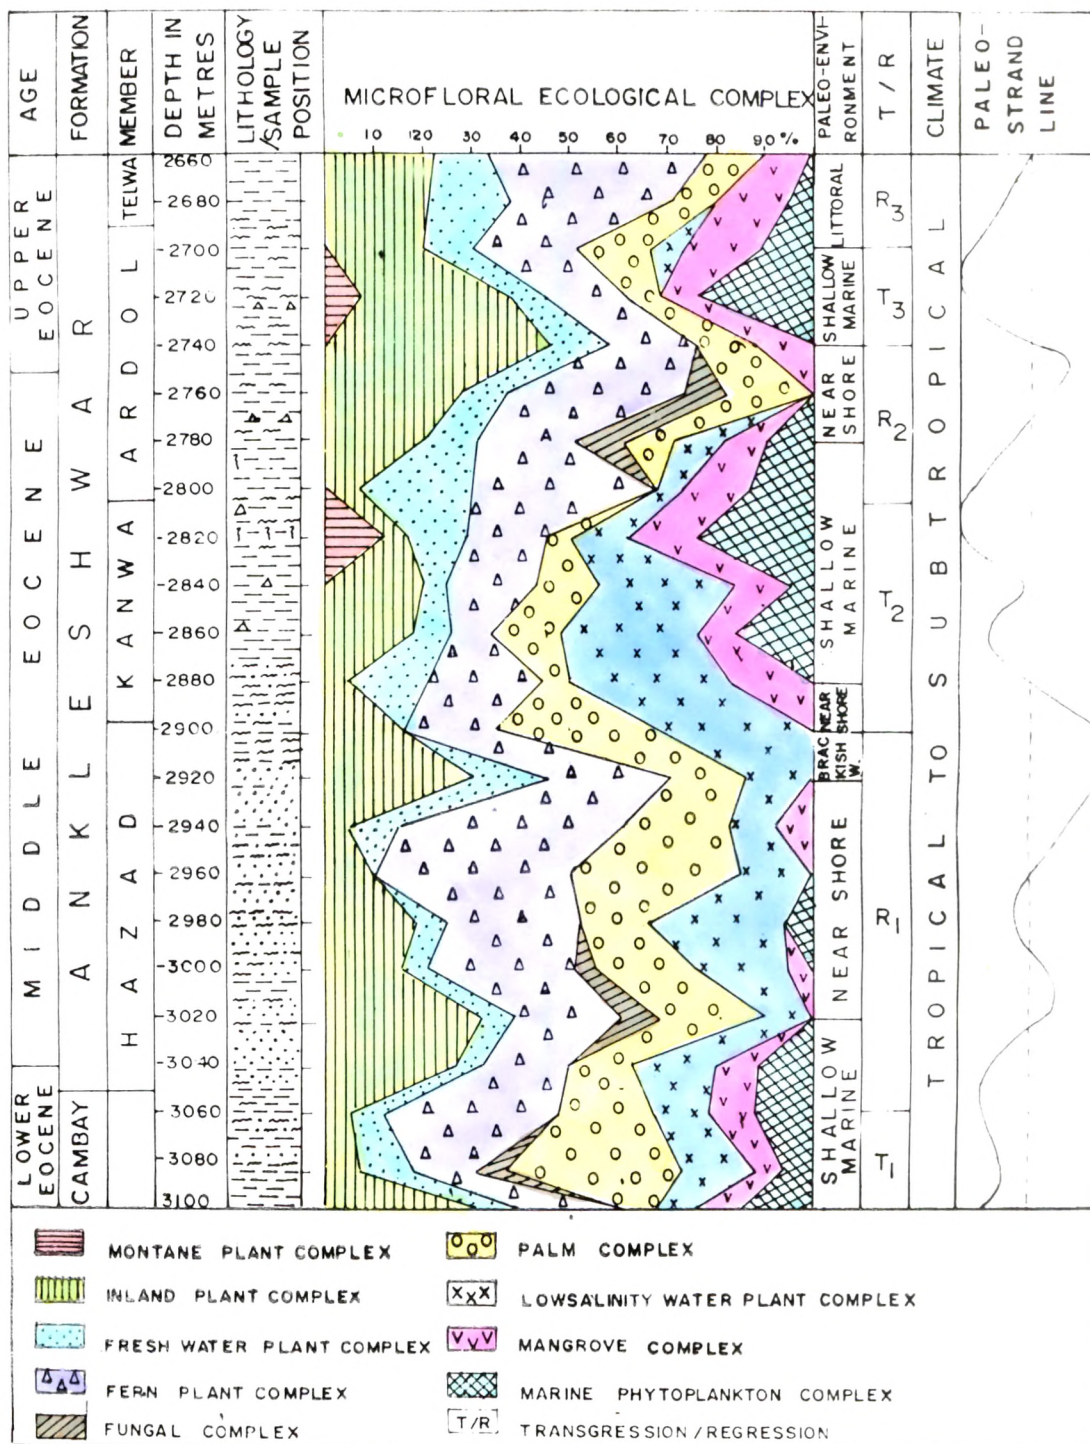 AGE
FORMATION
MEMBER
DEPTH IN METRES
LITHOLOGY /SAMPLE POSITION
MICROFLORAL ECOLOGICAL COMPLEX
10 120 30 40 50 60 70 80 90 %
PALEO-ENVI-RONMENT
T / R
CLIMATE
PALEO-STRAND LINE
UPPER EOCENE
MIDDLE EOCENE
LOWER EOCENE
ANKLESHWAR
CAMBAY
TELWA
ARDOL
KANWA
HAZAD
2660
2680
2700
2720
2740
2760
2780
2800
2820
2840
2860
2880
2900
2920
2940
2960
2980
3000
3020
3040
3060
3080
3100
LITTORAL
SHALLOW MARINE
NEAR SHORE
SHALLOW MARINE
NEAR SHORE
BRAC KISH W.
NEAR SHORE
SHALLOW MARINE
R3
T3
R2
T2
R1
T1
TROPICAL TO SUBTROPICAL
MONTANE PLANT COMPLEX
INLAND PLANT COMPLEX
FRESH WATER PLANT COMPLEX
FERN PLANT COMPLEX
FUNGAL COMPLEX
PALM COMPLEX
LOWSALINITY WATER PLANT COMPLEX
MANGROVE COMPLEX
MARINE PHYTOPLANKTON COMPLEX
T/R TRANSGRESSION/REGRESSION